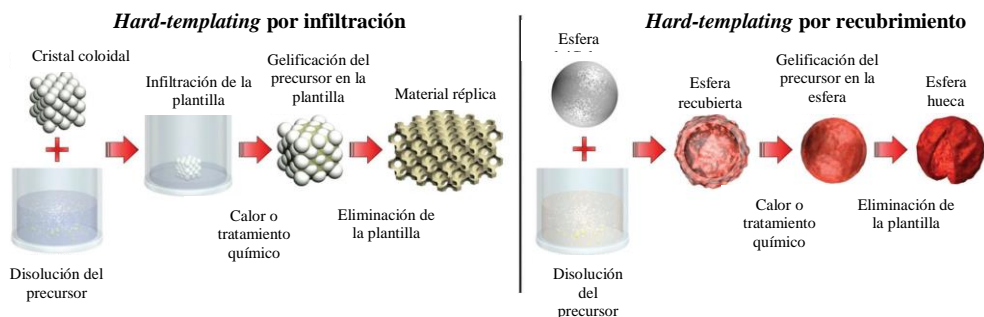 Hard-templating por infiltración
Cristal coloidal
Infiltración de la
plantilla
Gelificación del
precursor en la
plantilla
Material réplica
Calor o
tratamiento
químico
Eliminación de
la plantilla
Disolución del
precursor
Hard-templating por recubrimiento
Esfera
Esfera
recubierta
Gelificación del
precursor en la
esfera
Esfera
hueca
Calor o
tratamiento
químico
Eliminación de
la plantilla
Disolución
del
precursor